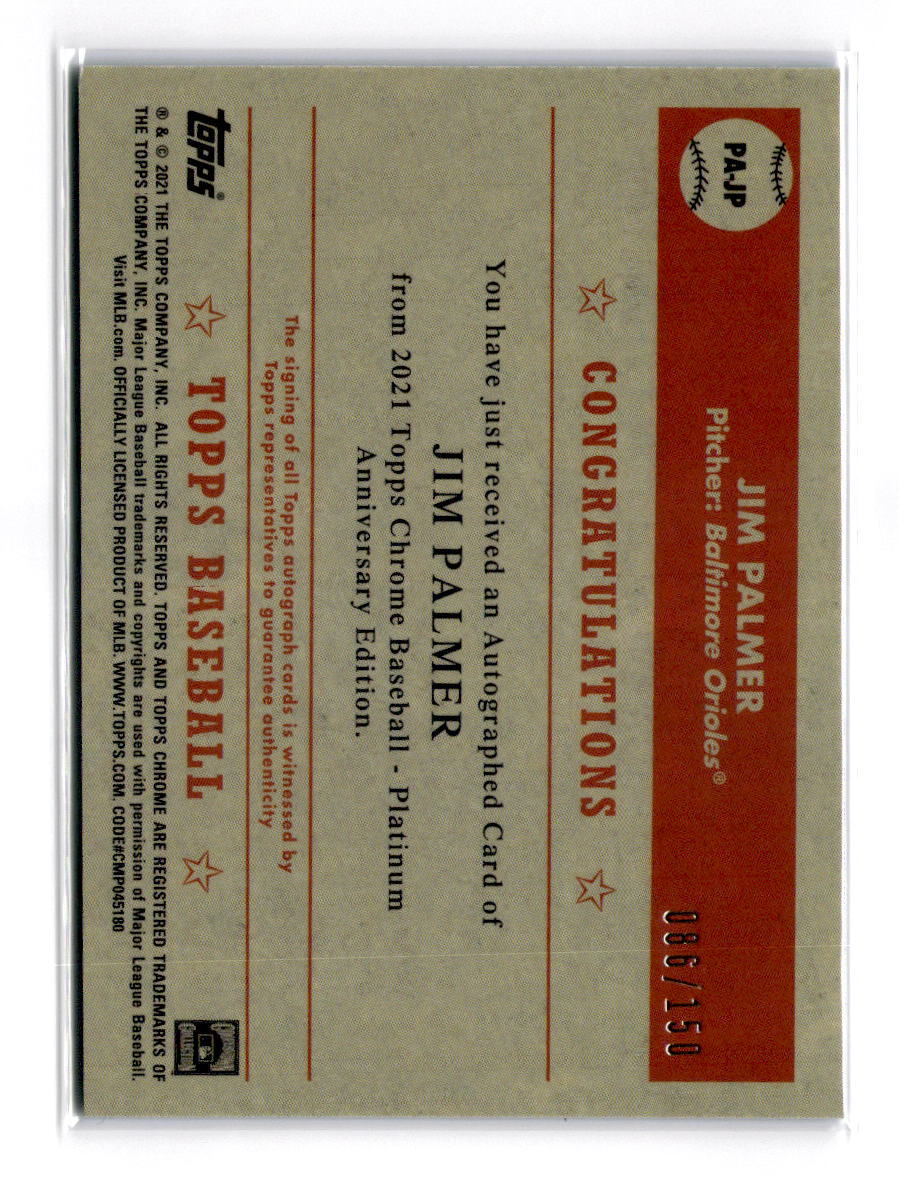 PA-JP
JIM PALMER
Pitcher: Baltimore Orioles®
086/150
CONGRATULATIONS
You have just received an Autographed Card of
JIM PALMER
from 2021 Topps Chrome Baseball - Platinum
Anniversary Edition.
The signing of all Topps autograph cards is witnessed by
Topps representatives to guarantee authenticity
topps®
TOPPS BASEBALL
® & © 2021 THE TOPPS COMPANY, INC. ALL RIGHTS RESERVED. TOPPS AND TOPPS CHROME ARE REGISTERED TRADEMARKS OF
THE TOPPS COMPANY, INC. Major League Baseball trademarks and copyrights are used with permission of Major League Baseball.
Visit MLB.com. OFFICIALLY LICENSED PRODUCT OF MLB. WWW.TOPPS.COM. CODE#CMP045180